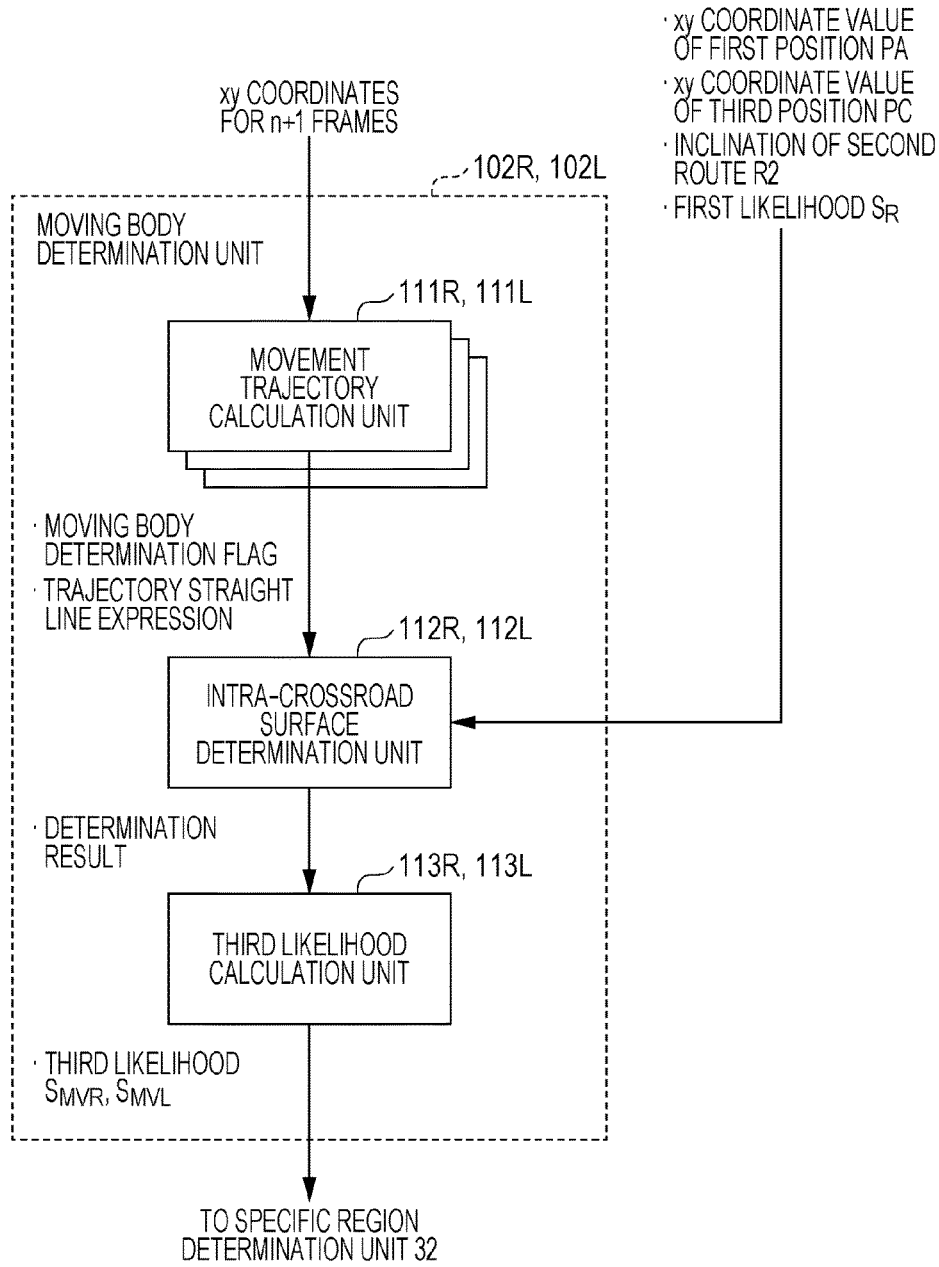 · xy COORDINATE VALUE
OF FIRST POSITION PA
· xy COORDINATE VALUE
OF THIRD POSITION PC
· INCLINATION OF SECOND
ROUTE R2
· FIRST LIKELIHOOD SR
xy COORDINATES
FOR n+1 FRAMES
102R, 102L
MOVING BODY
DETERMINATION UNIT
111R, 111L
MOVEMENT
TRAJECTORY
CALCULATION UNIT
· MOVING BODY
DETERMINATION FLAG
· TRAJECTORY STRAIGHT
LINE EXPRESSION
112R, 112L
INTRA-CROSSROAD
SURFACE
DETERMINATION UNIT
· DETERMINATION
RESULT
113R, 113L
THIRD LIKELIHOOD
CALCULATION UNIT
· THIRD LIKELIHOOD
SMVR, SMVL
TO SPECIFIC REGION
DETERMINATION UNIT 32